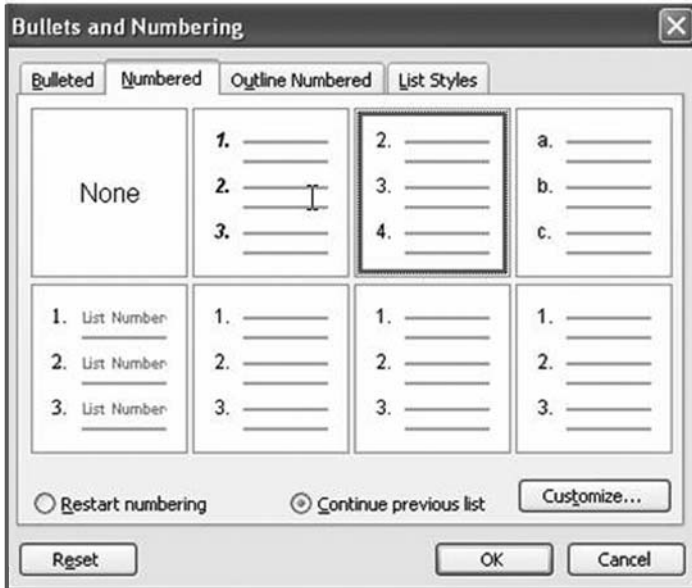 Bullets and Numbering
Bulleted Numbered Outline Numbered List Styles
None
1.
2.
3.
2.
3.
4.
a.
b.
c.
1. List Number
2. List Number
3. List Number
1.
2.
3.
1.
2.
3.
1.
2.
3.
Restart numbering Continue previous list Customize...
Reset OK Cancel